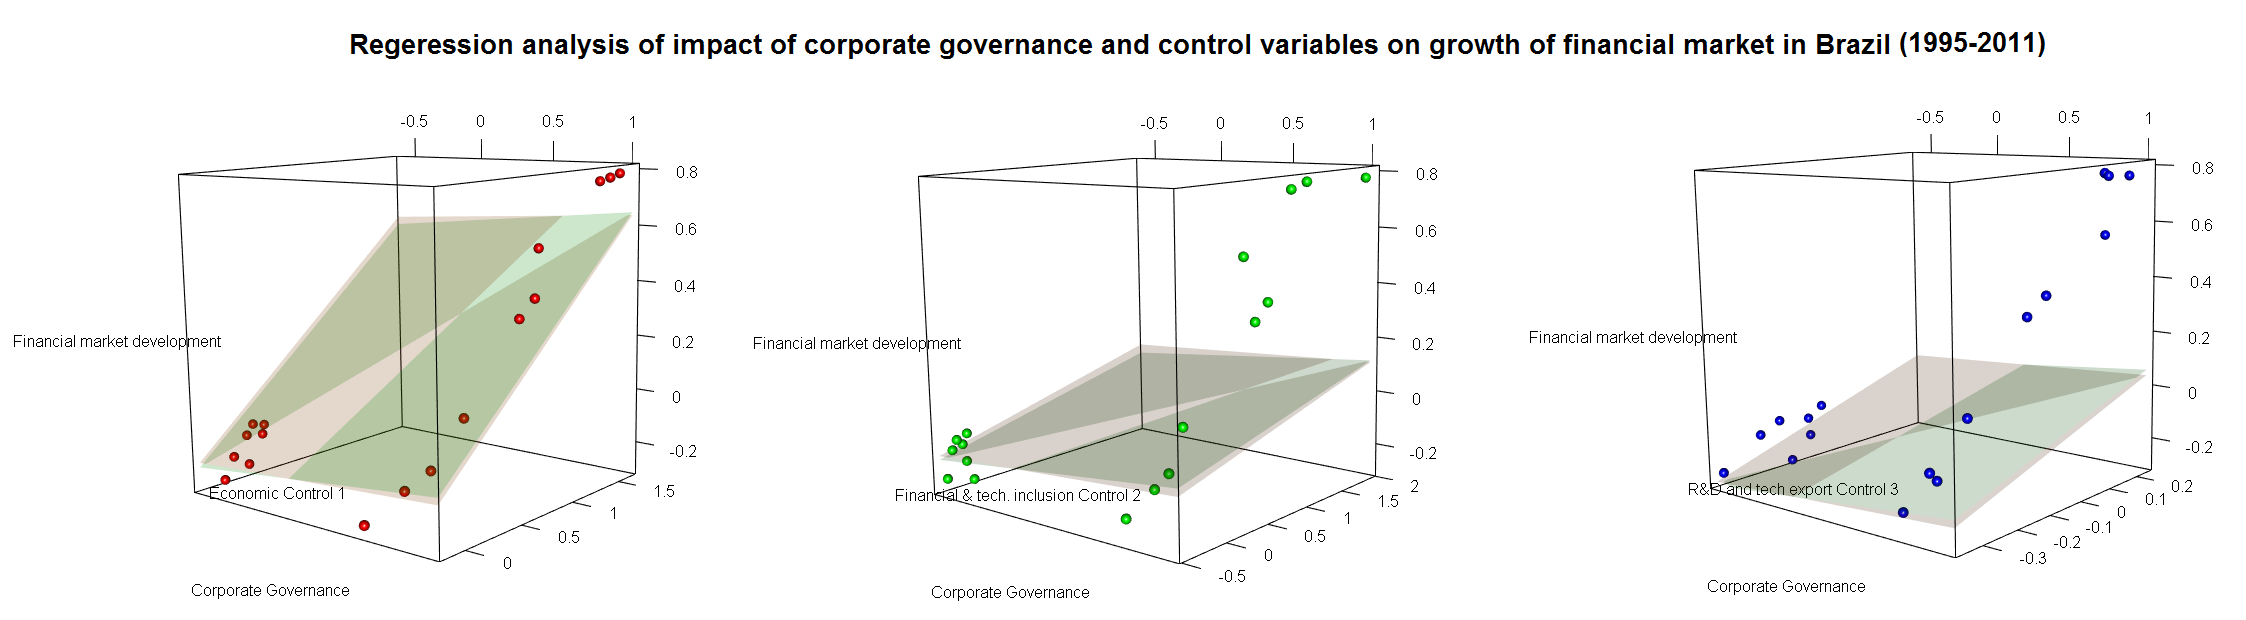 Regeression analysis of impact of corporate governance and control variables on growth of financial market in Brazil (1995-2011)
-0.5 0 0.5 1
0.8
0.6
0.4
0.2
0
-0.2
1.5
1
0.5
0
Financial market development
Economic Control 1
Corporate Governance
-0.5 0 0.5 1
0.8
0.6
0.4
0.2
0
-0.2
2
1.5
1
0.5
0
-0.5
Financial market development
Financial & tech. inclusion Control 2
Corporate Governance
-0.5 0 0.5 1
0.8
0.6
0.4
0.2
0
-0.2
0.2
0.1
0
-0.1
-0.2
-0.3
Financial market development
R&D and tech export Control 3
Corporate Governance